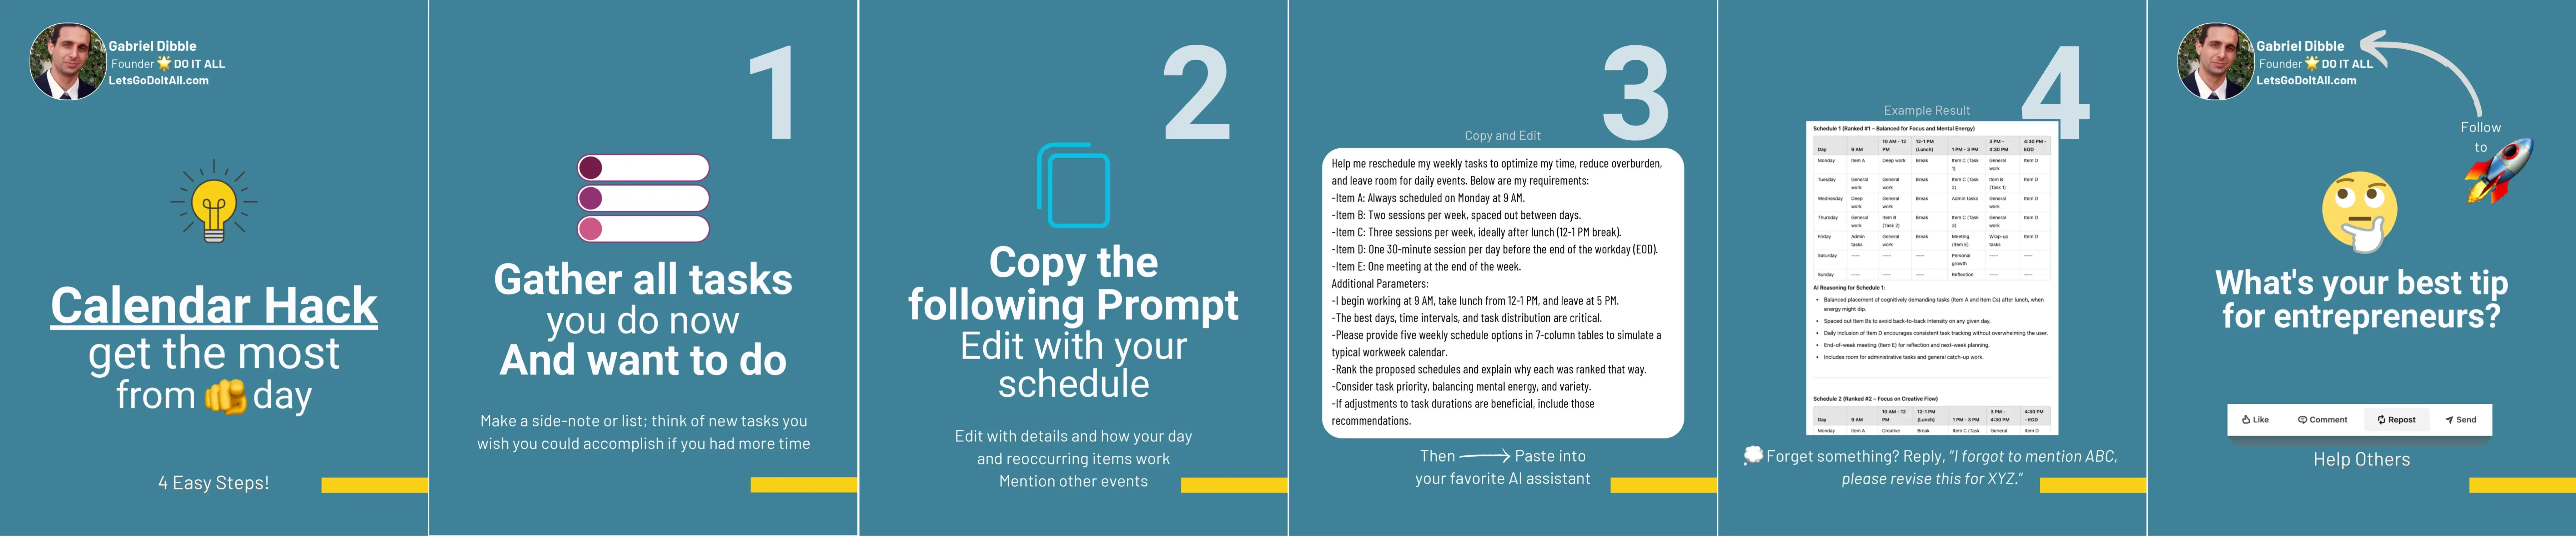 Gabriel Dibble
Founder 🌟 DO IT ALL
LetsGoDoItAll.com
Calendar Hack
get the most
from 🫵 day
4 Easy Steps!
1
Gather all tasks
you do now
And want to do
Make a side-note or list; think of new tasks you
wish you could accomplish if you had more time
2
Copy the
following Prompt
Edit with your
schedule
Edit with details and how your day
and reoccurring items work
Mention other events
3
Copy and Edit
Help me reschedule my weekly tasks to optimize my time, reduce overburden,
and leave room for daily events. Below are my requirements:
-Item A: Always scheduled on Monday at 9 AM.
-Item B: Two sessions per week, spaced out between days.
-Item C: Three sessions per week, ideally after lunch (12-1 PM break).
-Item D: One 30-minute session per day before the end of the workday (EOD).
-Item E: One meeting at the end of the week.
Additional Parameters:
-I begin working at 9 AM, take lunch from 12-1 PM, and leave at 5 PM.
-The best days, time intervals, and task distribution are critical.
-Please provide five weekly schedule options in 7-column tables to simulate a
typical workweek calendar.
-Rank the proposed schedules and explain why each was ranked that way.
-Consider task priority, balancing mental energy, and variety.
-If adjustments to task durations are beneficial, include those
recommendations.
Then ⟶ Paste into
your favorite AI assistant
4
Example Result
Schedule 1 (Ranked #1 – Balanced for Focus and Mental Energy)
Day 9 AM 10 AM - 12 PM 12-1 PM (Lunch) 1 PM - 3 PM 3 PM - 4:30 PM 4:30 PM - EOD
Monday Item A Deep work Break Item C (Task 1) General work Item D
Tuesday General work General work Break Item C (Task 2) Item B (Task 1) Item D
Wednesday Deep work General work Break Admin tasks General work Item D
Thursday General work Item B (Task 2) Break Item C (Task 3) General work Item D
Friday Admin tasks General work Break Meeting (Item E) Wrap-up tasks Item D
Saturday ---- ---- ---- Personal growth ---- ----
Sunday ---- ---- ---- Reflection ---- ----
AI Reasoning for Schedule 1:
• Balanced placement of cognitively demanding tasks (Item A and Item Cs) after lunch, when
energy might dip.
• Spaced out Item Bs to avoid back-to-back intensity on any given day.
• Daily inclusion of Item D encourages consistent task tracking without overwhelming the user.
• End-of-week meeting (Item E) for reflection and next-week planning.
• Includes room for administrative tasks and general catch-up work.
Schedule 2 (Ranked #2 – Focus on Creative Flow)
Day 9 AM 10 AM - 12 PM 12-1 PM (Lunch) 1 PM - 3 PM 3 PM - 4:30 PM 4:30 PM - EOD
Monday Item A Creative Break Item C (Task General Item D
💭 Forget something? Reply, “I forgot to mention ABC,
please revise this for XYZ.”
Gabriel Dibble
Founder 🌟 DO IT ALL
LetsGoDoItAll.com
Follow
to
🚀
What's your best tip
for entrepreneurs?
Like Comment Repost Send
Help Others